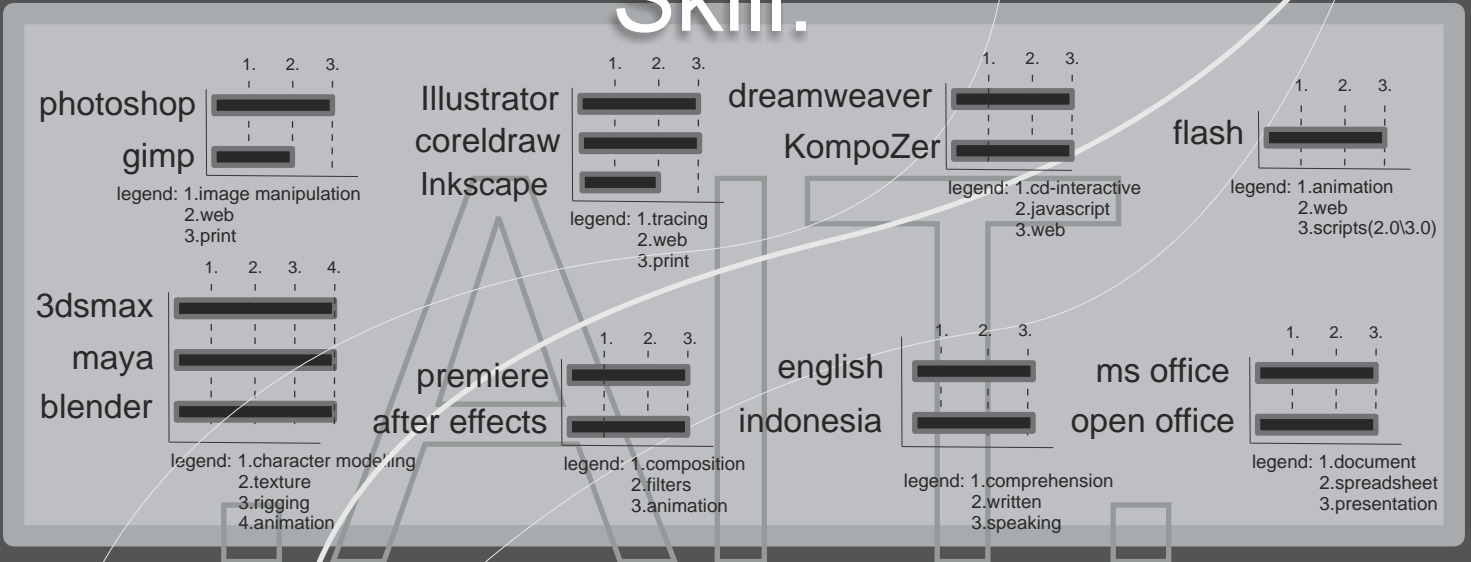 Skill.
1. 2. 3.
photoshop
gimp
legend: 1.image manipulation
2.web
3.print
1. 2. 3.
Illustrator
coreldraw
Inkscape
legend: 1.tracing
2.web
3.print
1. 2. 3.
dreamweaver
KompoZer
legend: 1.cd-interactive
2.javascript
3.web
1. 2. 3.
flash
legend: 1.animation
2.web
3.scripts(2.0\3.0)
1. 2. 3. 4.
3dsmax
maya
blender
legend: 1.character modelling
2.texture
3.rigging
4.animation
1. 2. 3.
premiere
after effects
legend: 1.composition
2.filters
3.animation
1. 2. 3.
english
indonesia
legend: 1.comprehension
2.written
3.speaking
1. 2. 3.
ms office
open office
legend: 1.document
2.spreadsheet
3.presentation
.AIT.